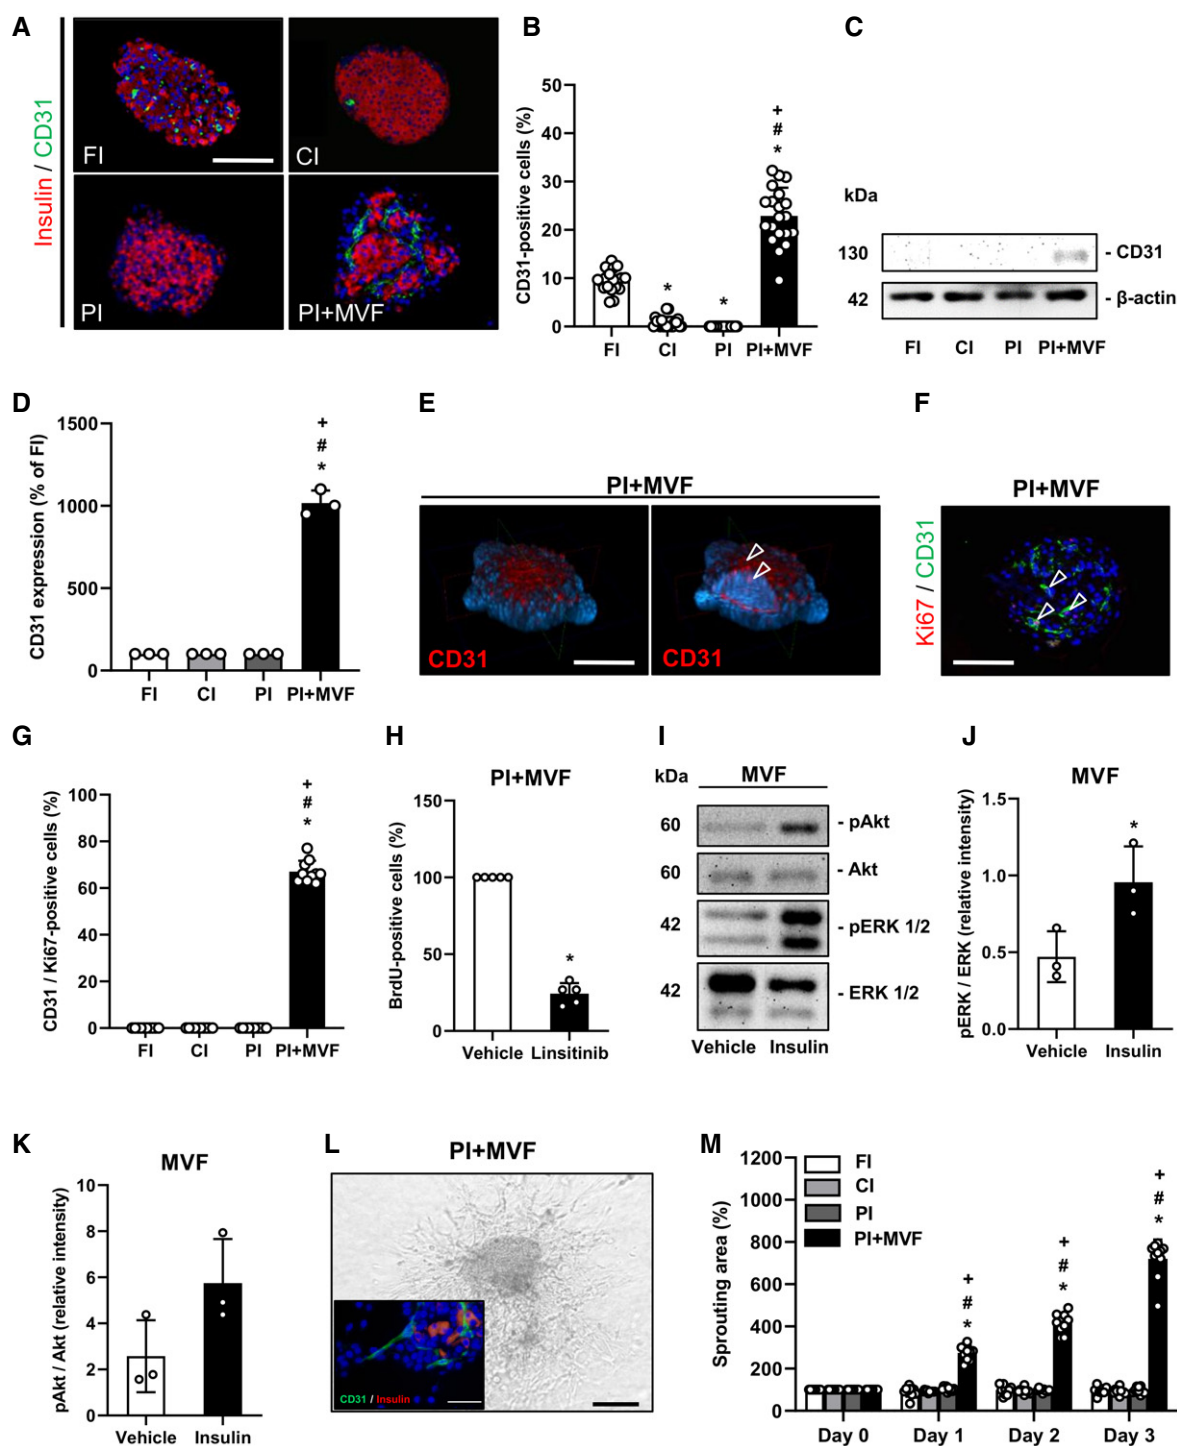 A
Insulin / CD31
FI
CI
PI
PI+MVF
B
CD31-positive cells (%)
50
40
30
20
10
0
+
#
*
*
*
FI
CI
PI
PI+MVF
C
kDa
130
- CD31
42
- β-actin
FI
CI
PI
PI+MVF
D
CD31 expression (% of FI)
1500
1000
500
0
+
#
*
FI
CI
PI
PI+MVF
E
PI+MVF
CD31
CD31
F
PI+MVF
Ki67 / CD31
G
CD31 / Ki67-positive cells (%)
100
80
60
40
20
0
+
#
*
FI
CI
PI
PI+MVF
H
PI+MVF
BrdU-positive cells (%)
150
100
50
0
*
Vehicle
Linsitinib
I
kDa
MVF
60
- pAkt
60
- Akt
42
- pERK 1/2
42
- ERK 1/2
Vehicle
Insulin
J
MVF
pERK / ERK (relative intensity)
1.5
1.0
0.5
0.0
*
Vehicle
Insulin
K
MVF
pAkt / Akt (relative intensity)
10
8
6
4
2
0
Vehicle
Insulin
L
PI+MVF
CD31 / Insulin
M
Sprouting area (%)
1200
1000
800
600
400
200
0
FI
CI
PI
PI+MVF
+
#
*
+
#
*
+
#
*
Day 0
Day 1
Day 2
Day 3